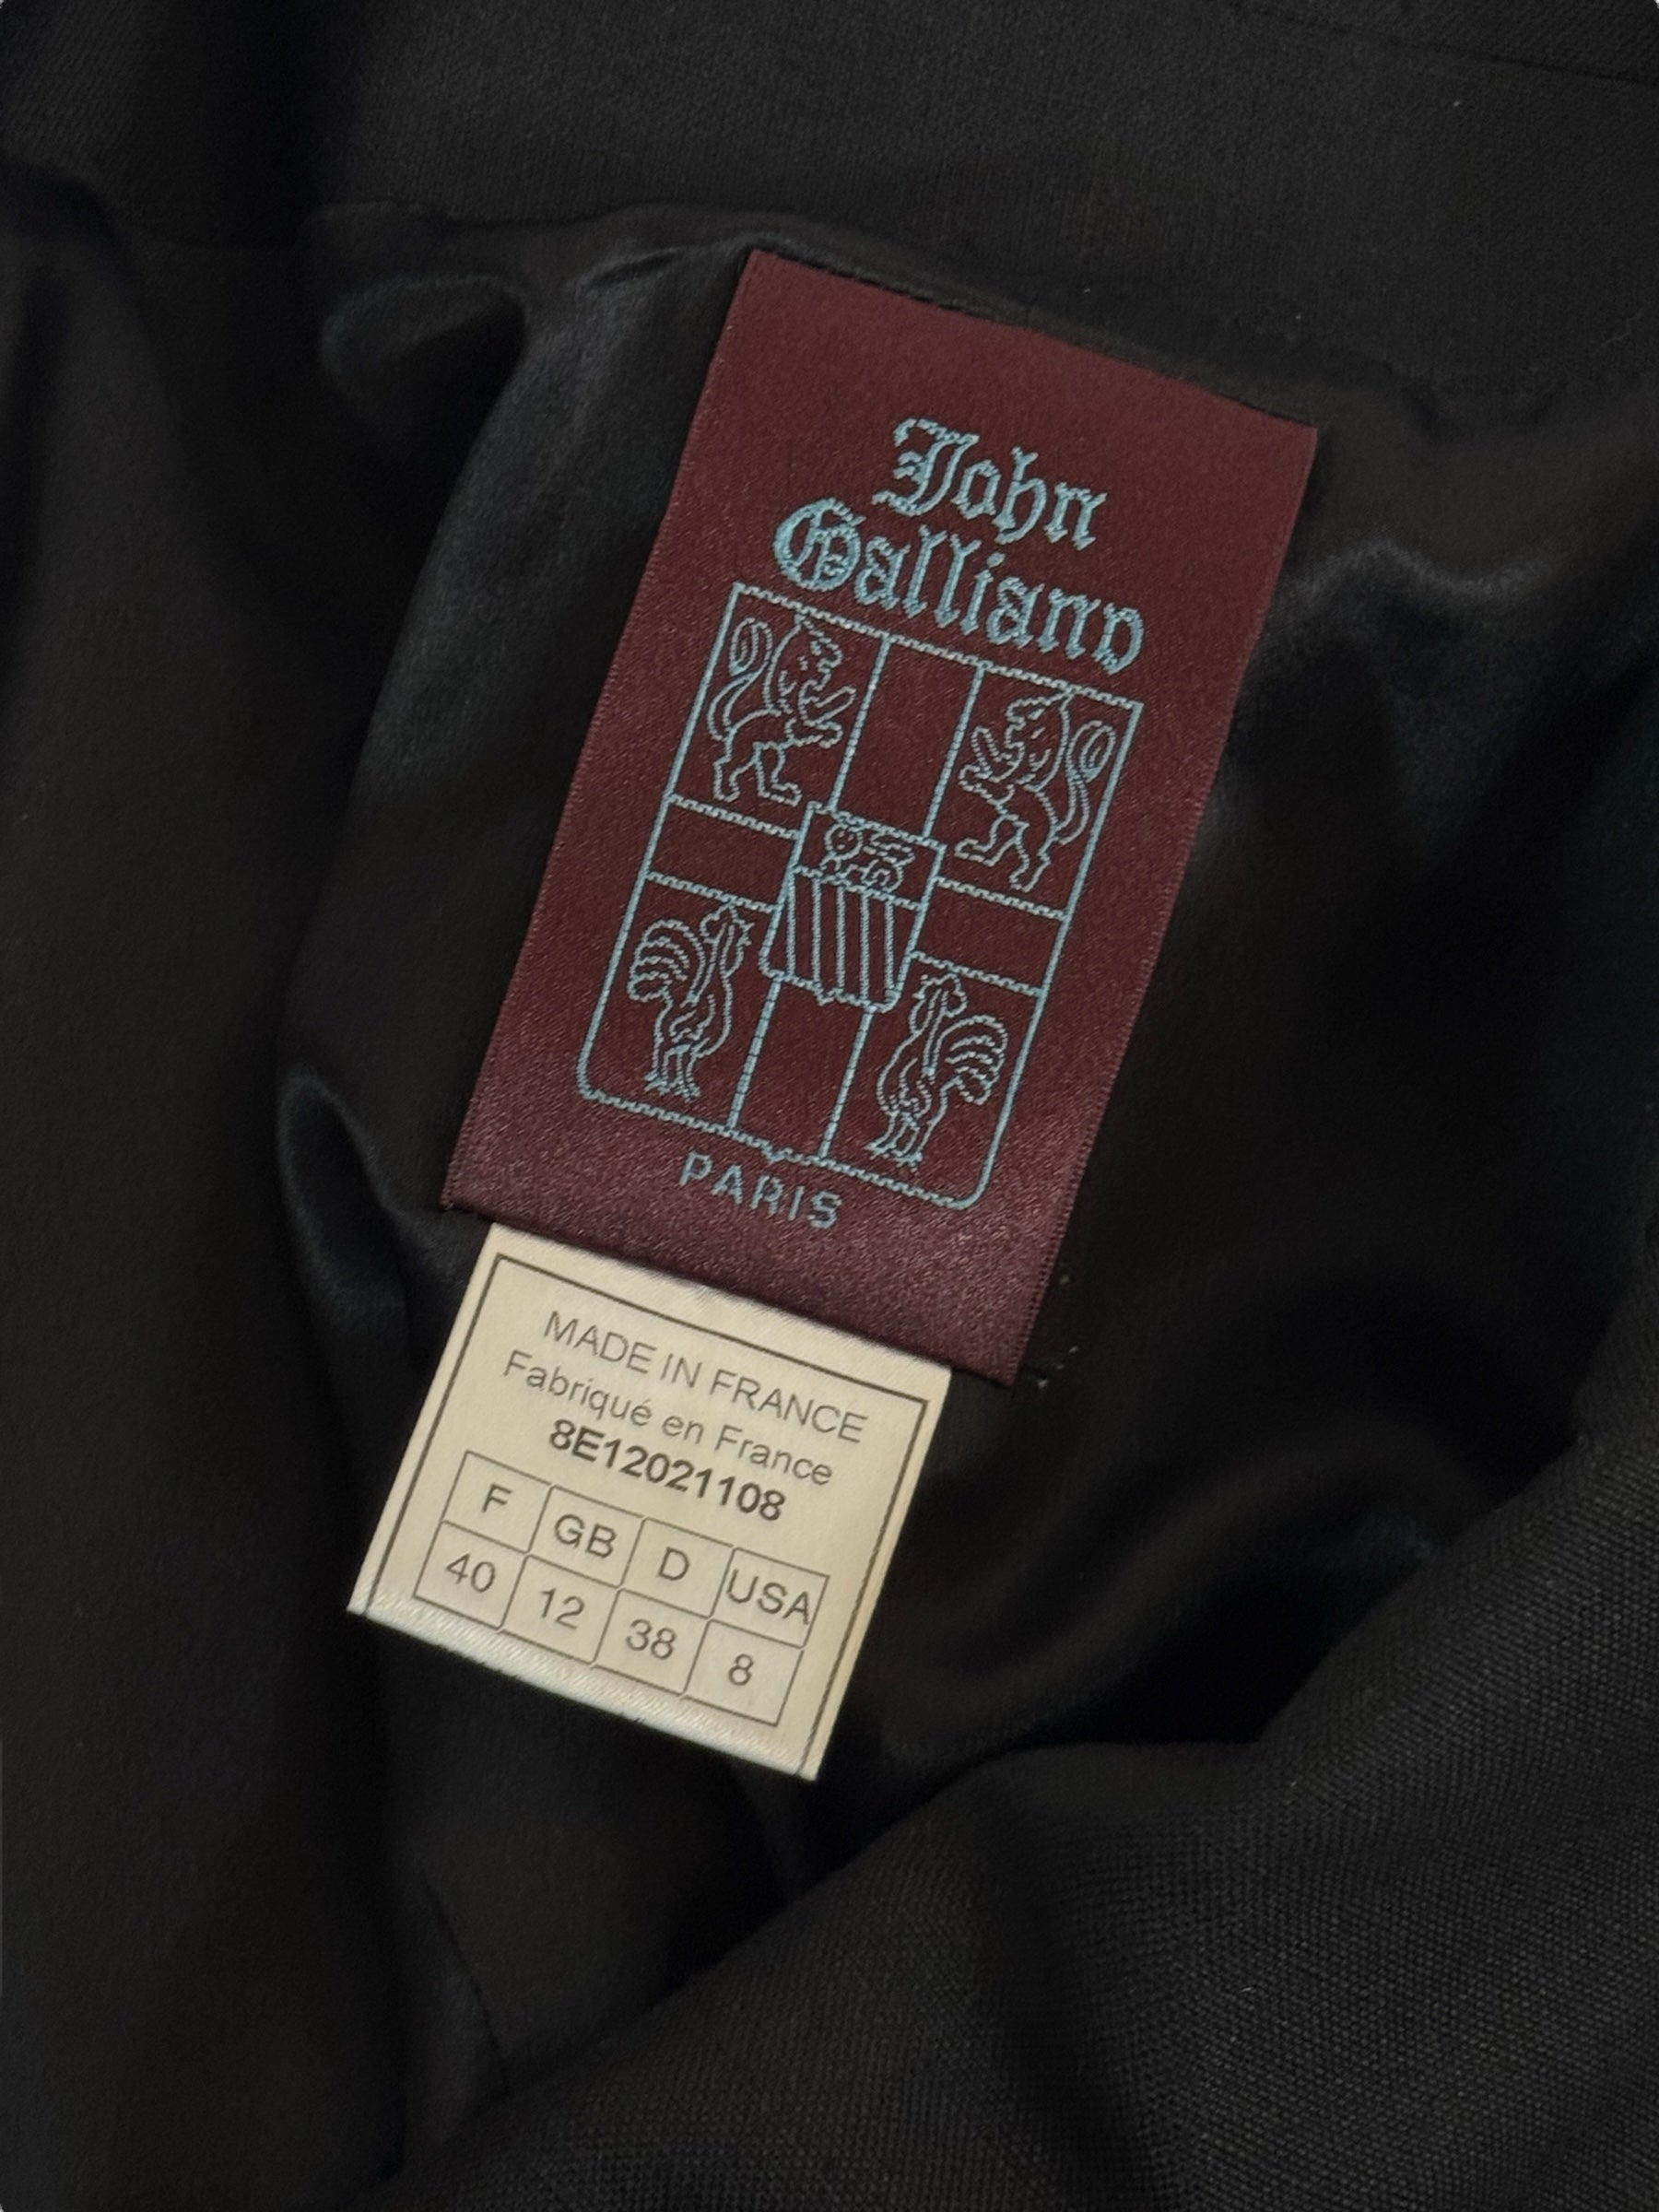 John
Galliano
PARIS
MADE IN FRANCE
Fabriqué en France
8E12021108
F GB D USA
40 12 38 8